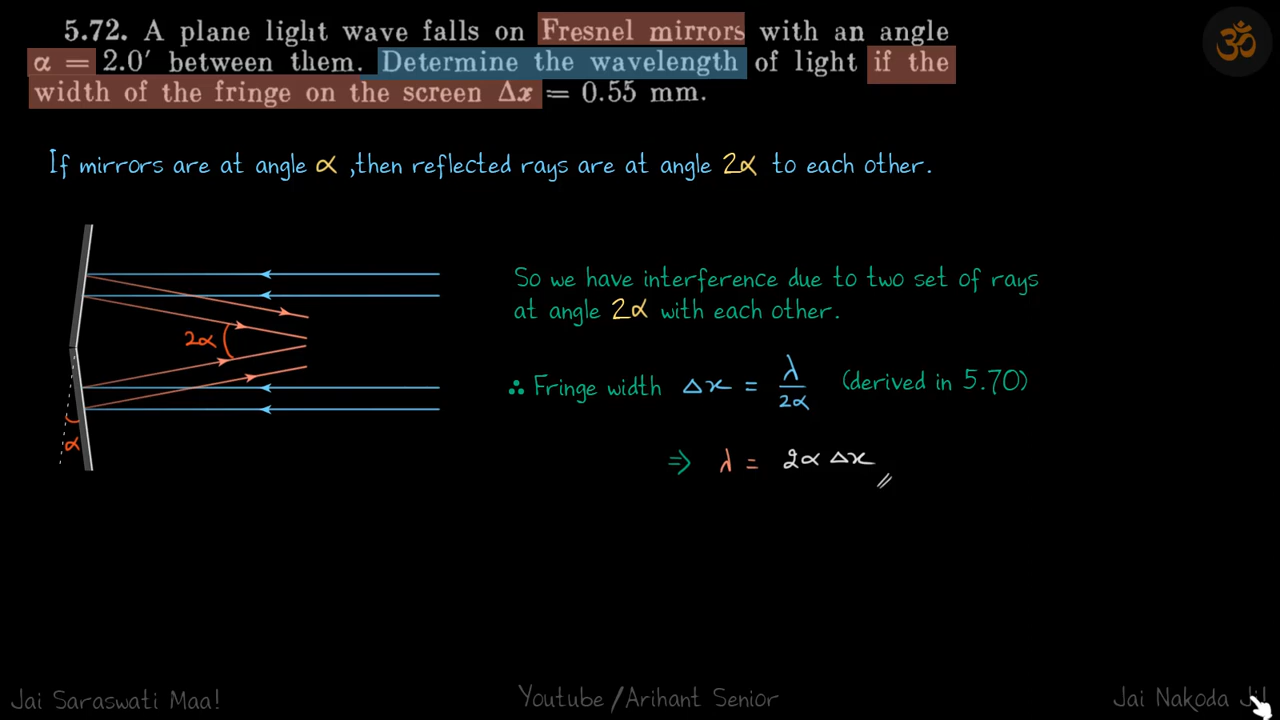 5.72. A plane light wave falls on Fresnel mirrors with an angle
α = 2.0′ between them. Determine the wavelength of light if the
width of the fringe on the screen Δx = 0.55 mm.
ॐ
If mirrors are at angle α ,then reflected rays are at angle 2α to each other.
2α
α
So we have interference due to two set of rays
at angle 2α with each other.
∴ Fringe width Δx = λ/2α (derived in 5.70)
⇒ λ = 2α Δx
Jai Saraswati Maa!
Youtube/Arihant Senior
Jai Nakoda Ji!